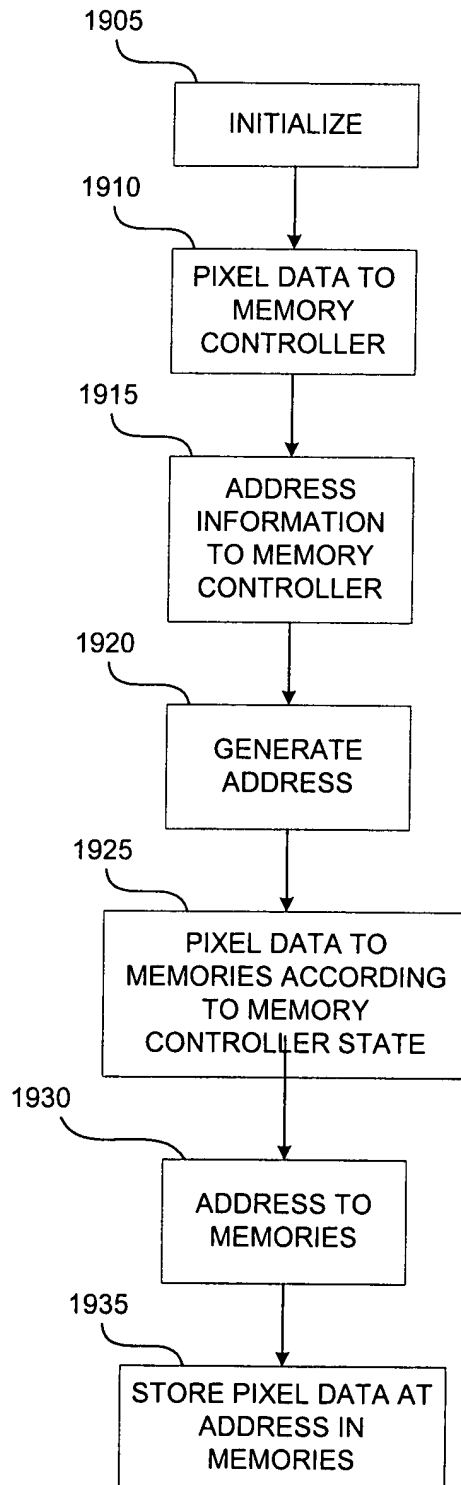 1905
INITIALIZE
1910
PIXEL DATA TO
MEMORY
CONTROLLER
1915
ADDRESS
INFORMATION
TO MEMORY
CONTROLLER
1920
GENERATE
ADDRESS
1925
PIXEL DATA TO
MEMORIES ACCORDING
TO MEMORY
CONTROLLER STATE
1930
ADDRESS TO
MEMORIES
1935
STORE PIXEL DATA AT
ADDRESS IN
MEMORIES